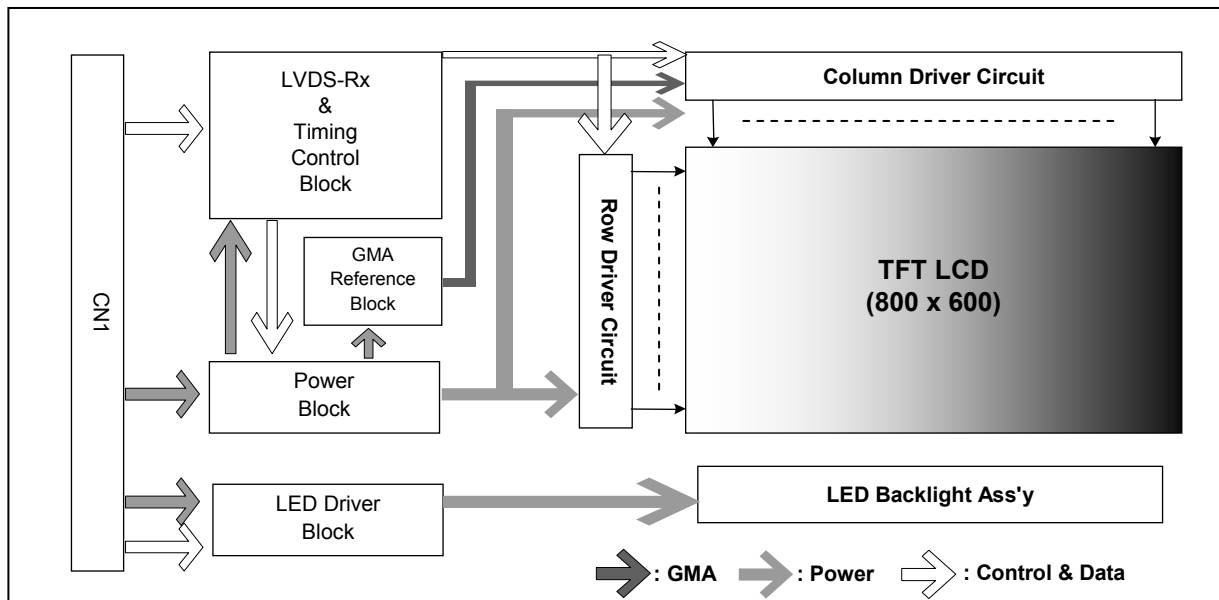 CN1
LVDS-Rx
&
Timing
Control
Block
GMA
Reference
Block
Power
Block
LED Driver
Block
Column Driver Circuit
Row Driver Circuit
TFT LCD
(800 x 600)
LED Backlight Ass'y
: GMA
: Power
: Control & Data